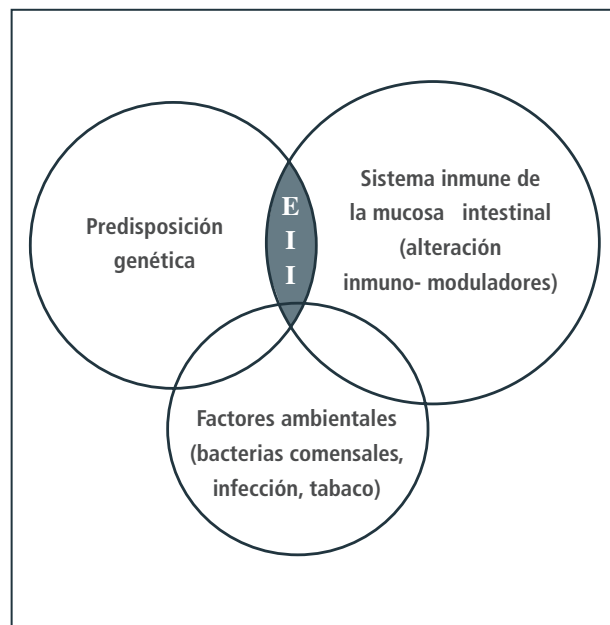 Predisposición
genética
E
I
I
Sistema inmune de
la mucosa intestinal
(alteración
inmuno- moduladores)
Factores ambientales
(bacterias comensales,
infección, tabaco)